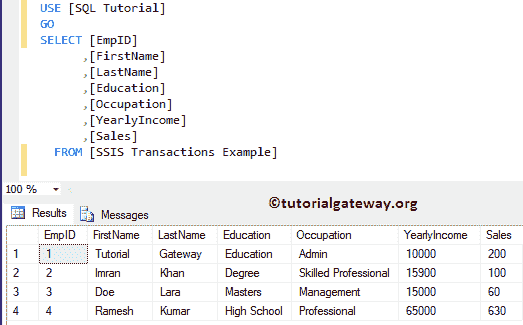 USE [SQL Tutorial]
GO
SELECT [EmpID]
,[FirstName]
,[LastName]
,[Education]
,[Occupation]
,[YearlyIncome]
,[Sales]
FROM [SSIS Transactions Example]
100 %
©tutorialgateway.org
Results Messages
EmpID FirstName LastName Education Occupation YearlyIncome Sales
1 1 Tutorial Gateway Education Admin 10000 200
2 2 Imran Khan Degree Skilled Professional 15900 100
3 3 Doe Lara Masters Management 15000 60
4 4 Ramesh Kumar High School Professional 65000 630